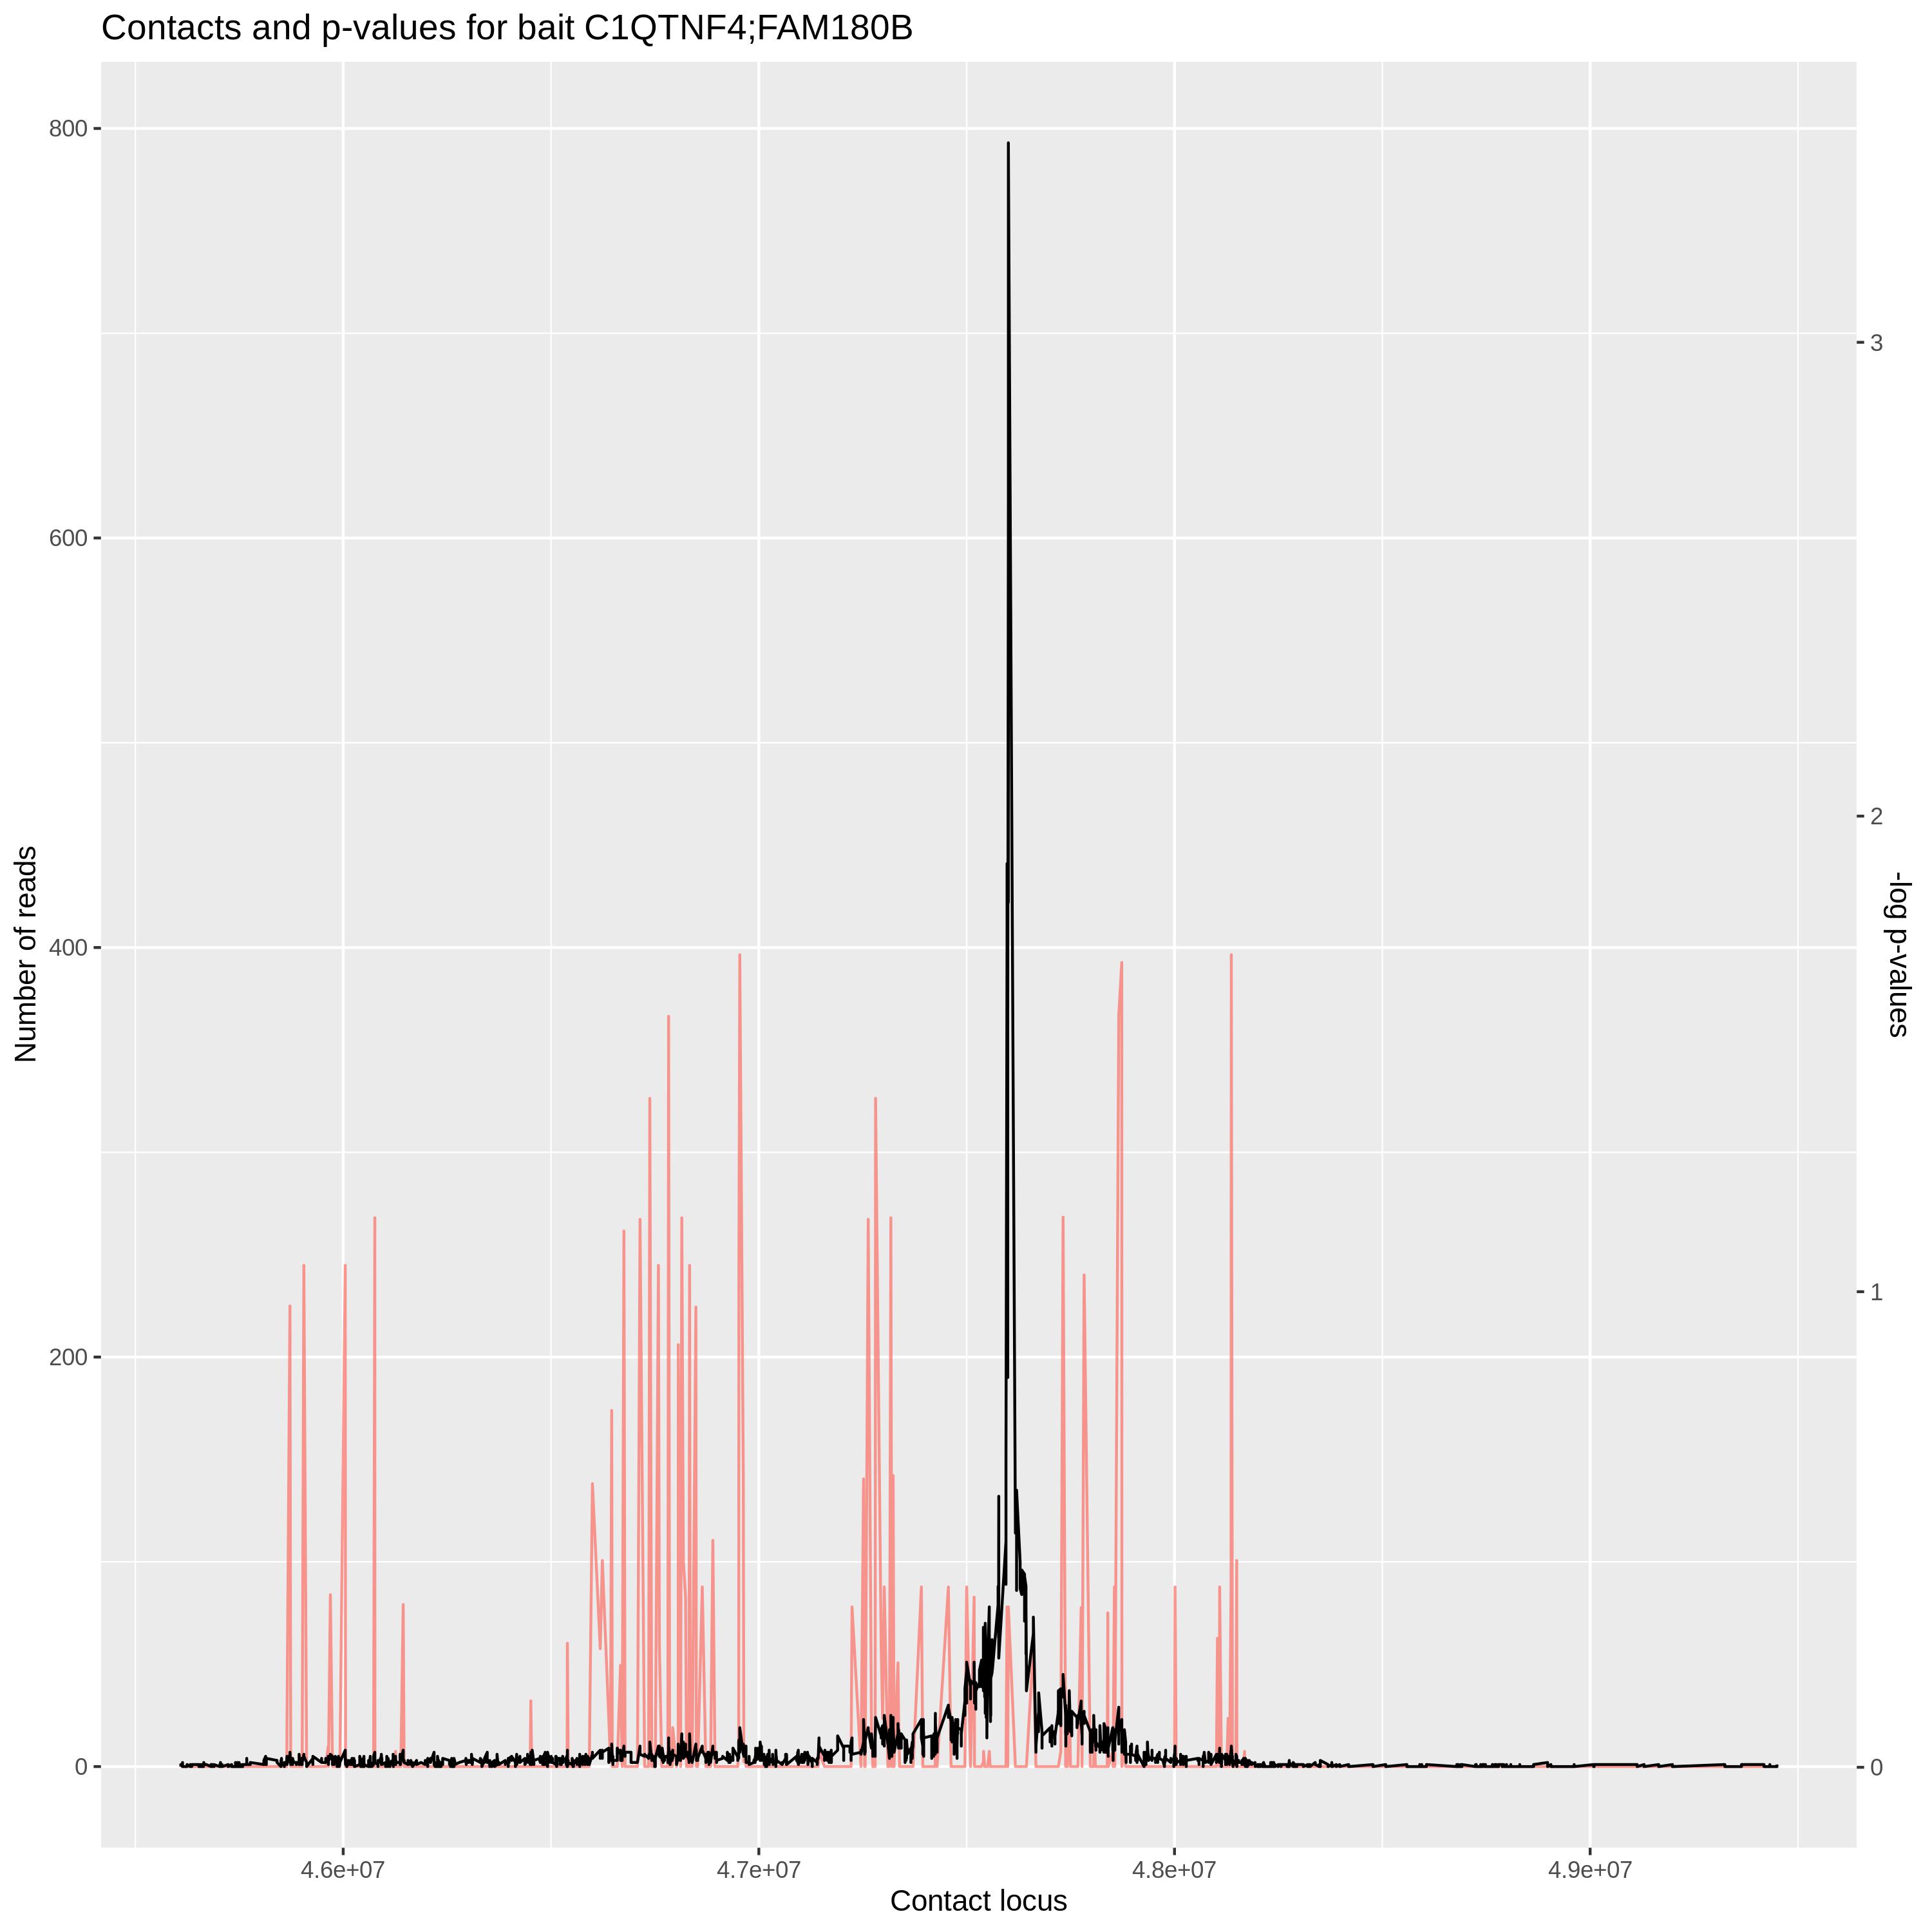 Contacts and p-values for bait C1QTNF4;FAM180B
800
600
400
200
0
Number of reads
3
2
1
0
-log p-values
4.6e+07
4.7e+07
4.8e+07
4.9e+07
Contact locus